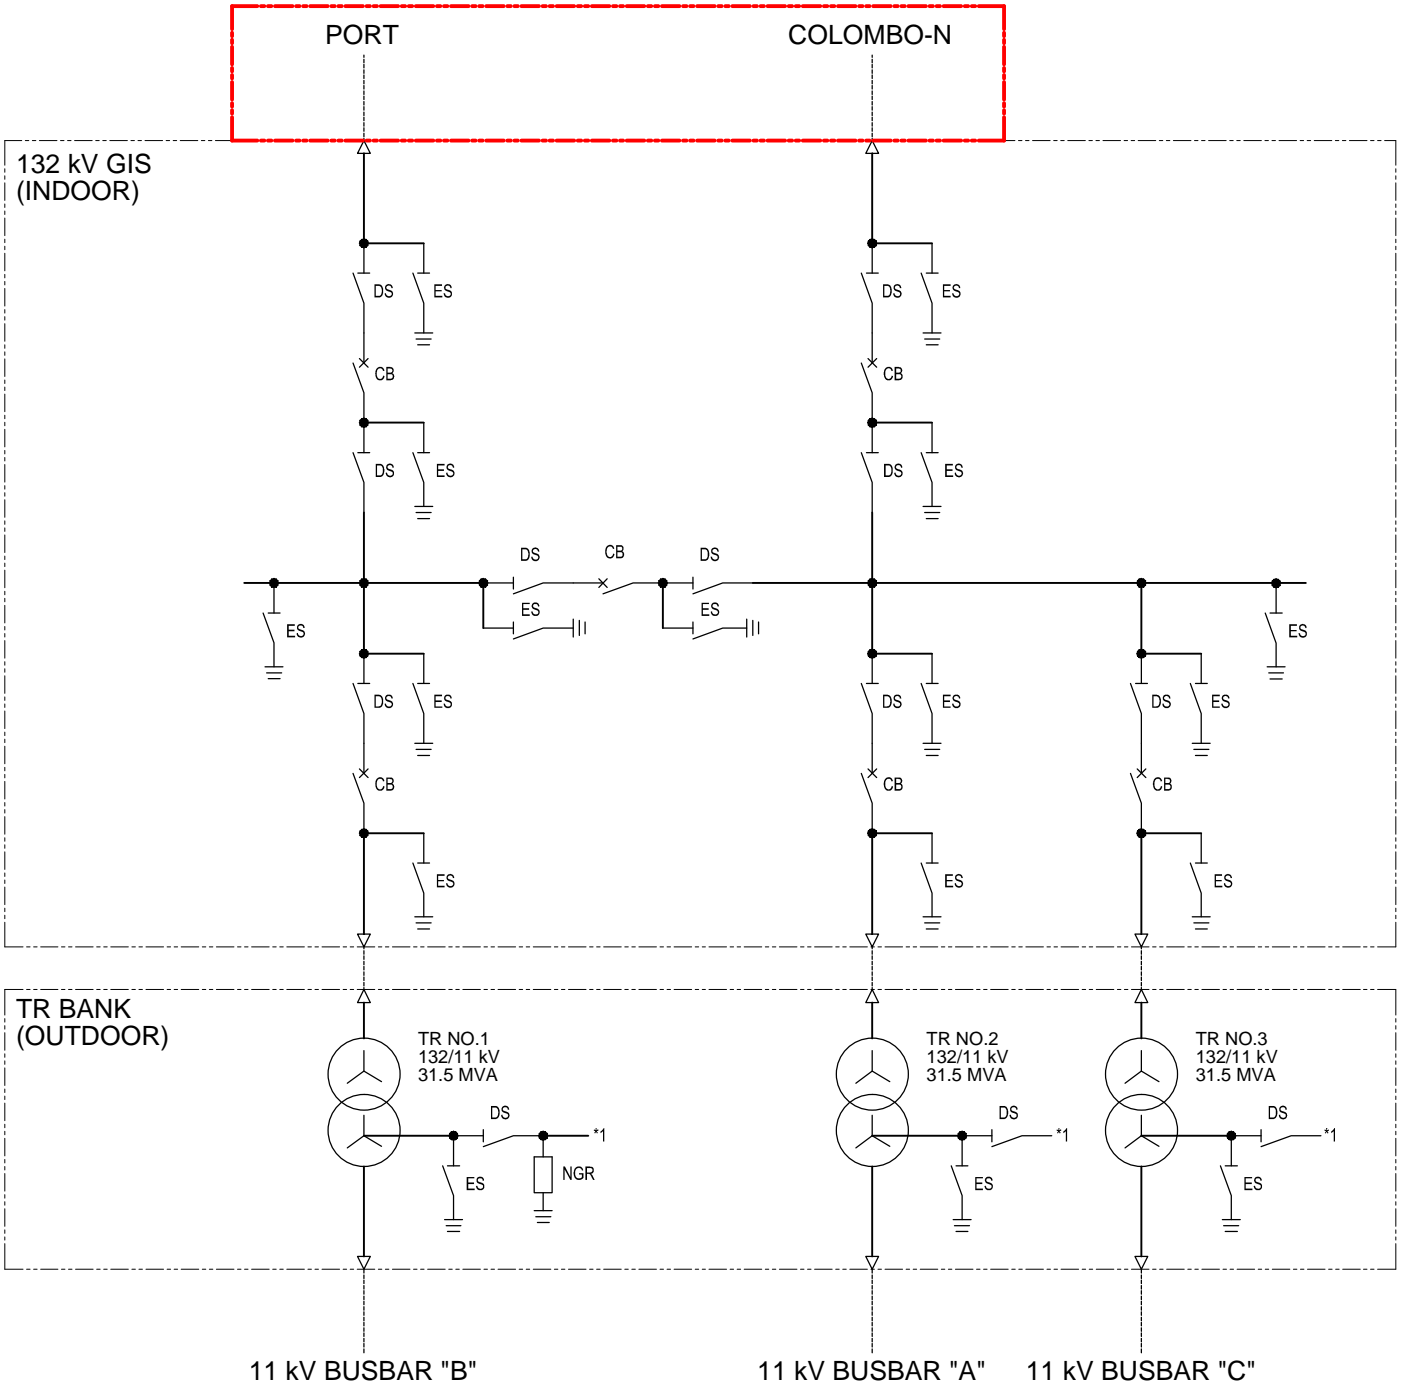 PORT
COLOMBO-N
132 kV GIS
(INDOOR)
DS
ES
DS
ES
CB
CB
DS
ES
DS
ES
DS
CB
DS
ES
ES
ES
ES
DS
ES
DS
ES
DS
ES
CB
CB
CB
ES
ES
ES
TR BANK
(OUTDOOR)
TR NO.1
132/11 kV
31.5 MVA
TR NO.2
132/11 kV
31.5 MVA
TR NO.3
132/11 kV
31.5 MVA
DS
*1
ES
NGR
DS
*1
ES
DS
*1
ES
11 kV BUSBAR "B"
11 kV BUSBAR "A"
11 kV BUSBAR "C"